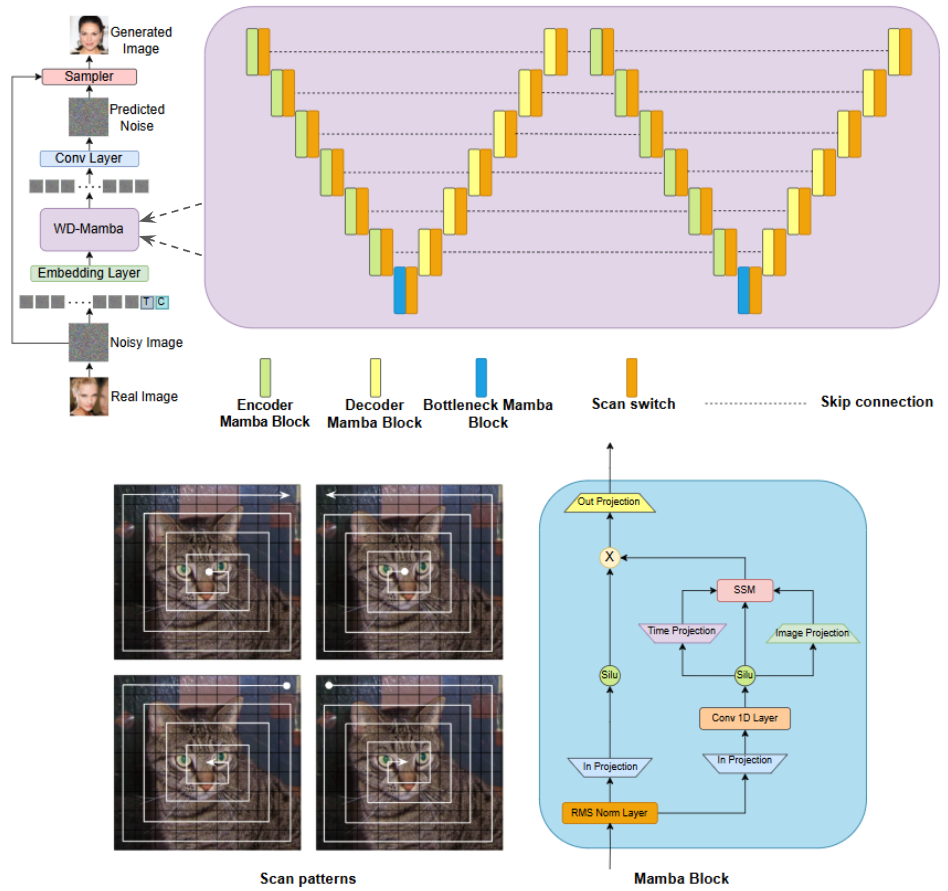 Generated
Image
Sampler
Predicted
Noise
Conv Layer
WD-Mamba
Embedding Layer
T C
Noisy Image
Real Image
Encoder
Mamba Block
Decoder
Mamba Block
Bottleneck Mamba
Block
Scan switch
Skip connection
Out Projection
X
SSM
Time Projection
Image Projection
Silu
Silu
Conv 1D Layer
In Projection
In Projection
RMS Norm Layer
Scan patterns
Mamba Block